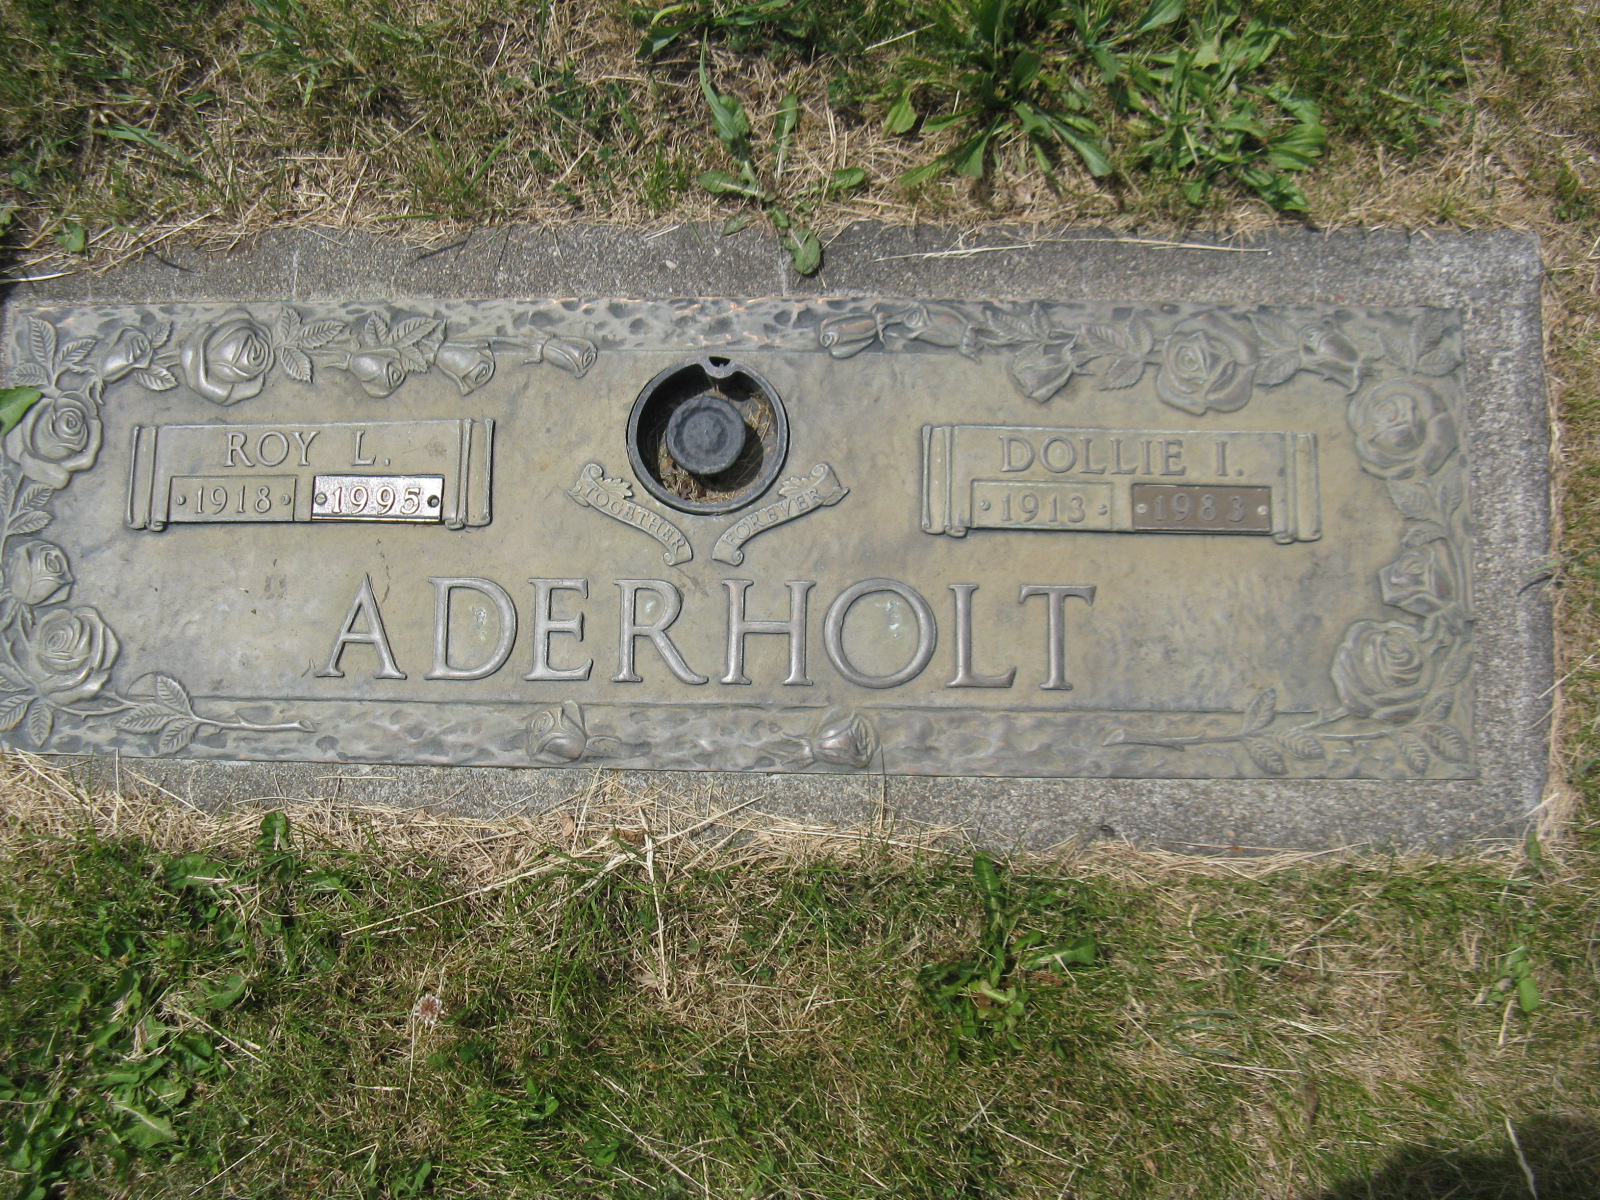 ROY L.
·1918· 1995
TOGETHER FOREVER
DOLLIE I.
·1913· 1983
ADERHOLT